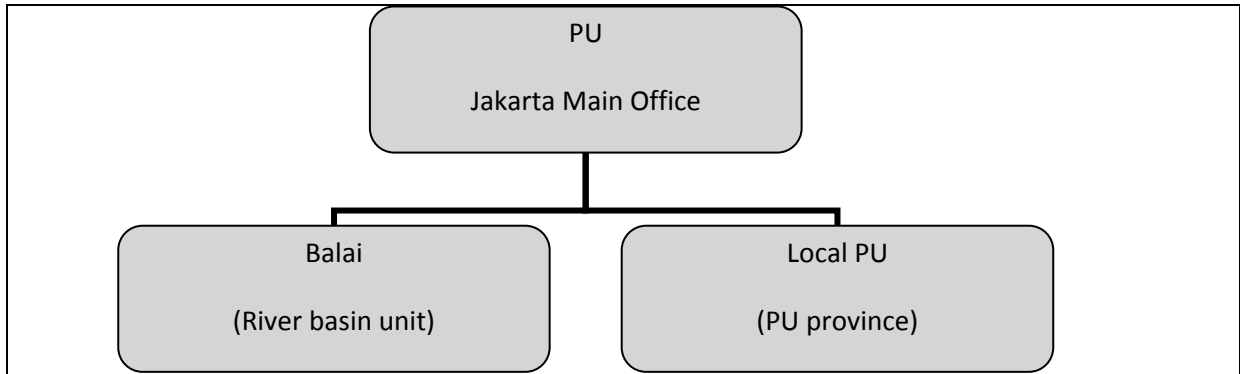 PU
Jakarta Main Office
Balai
(River basin unit)
Local PU
(PU province)